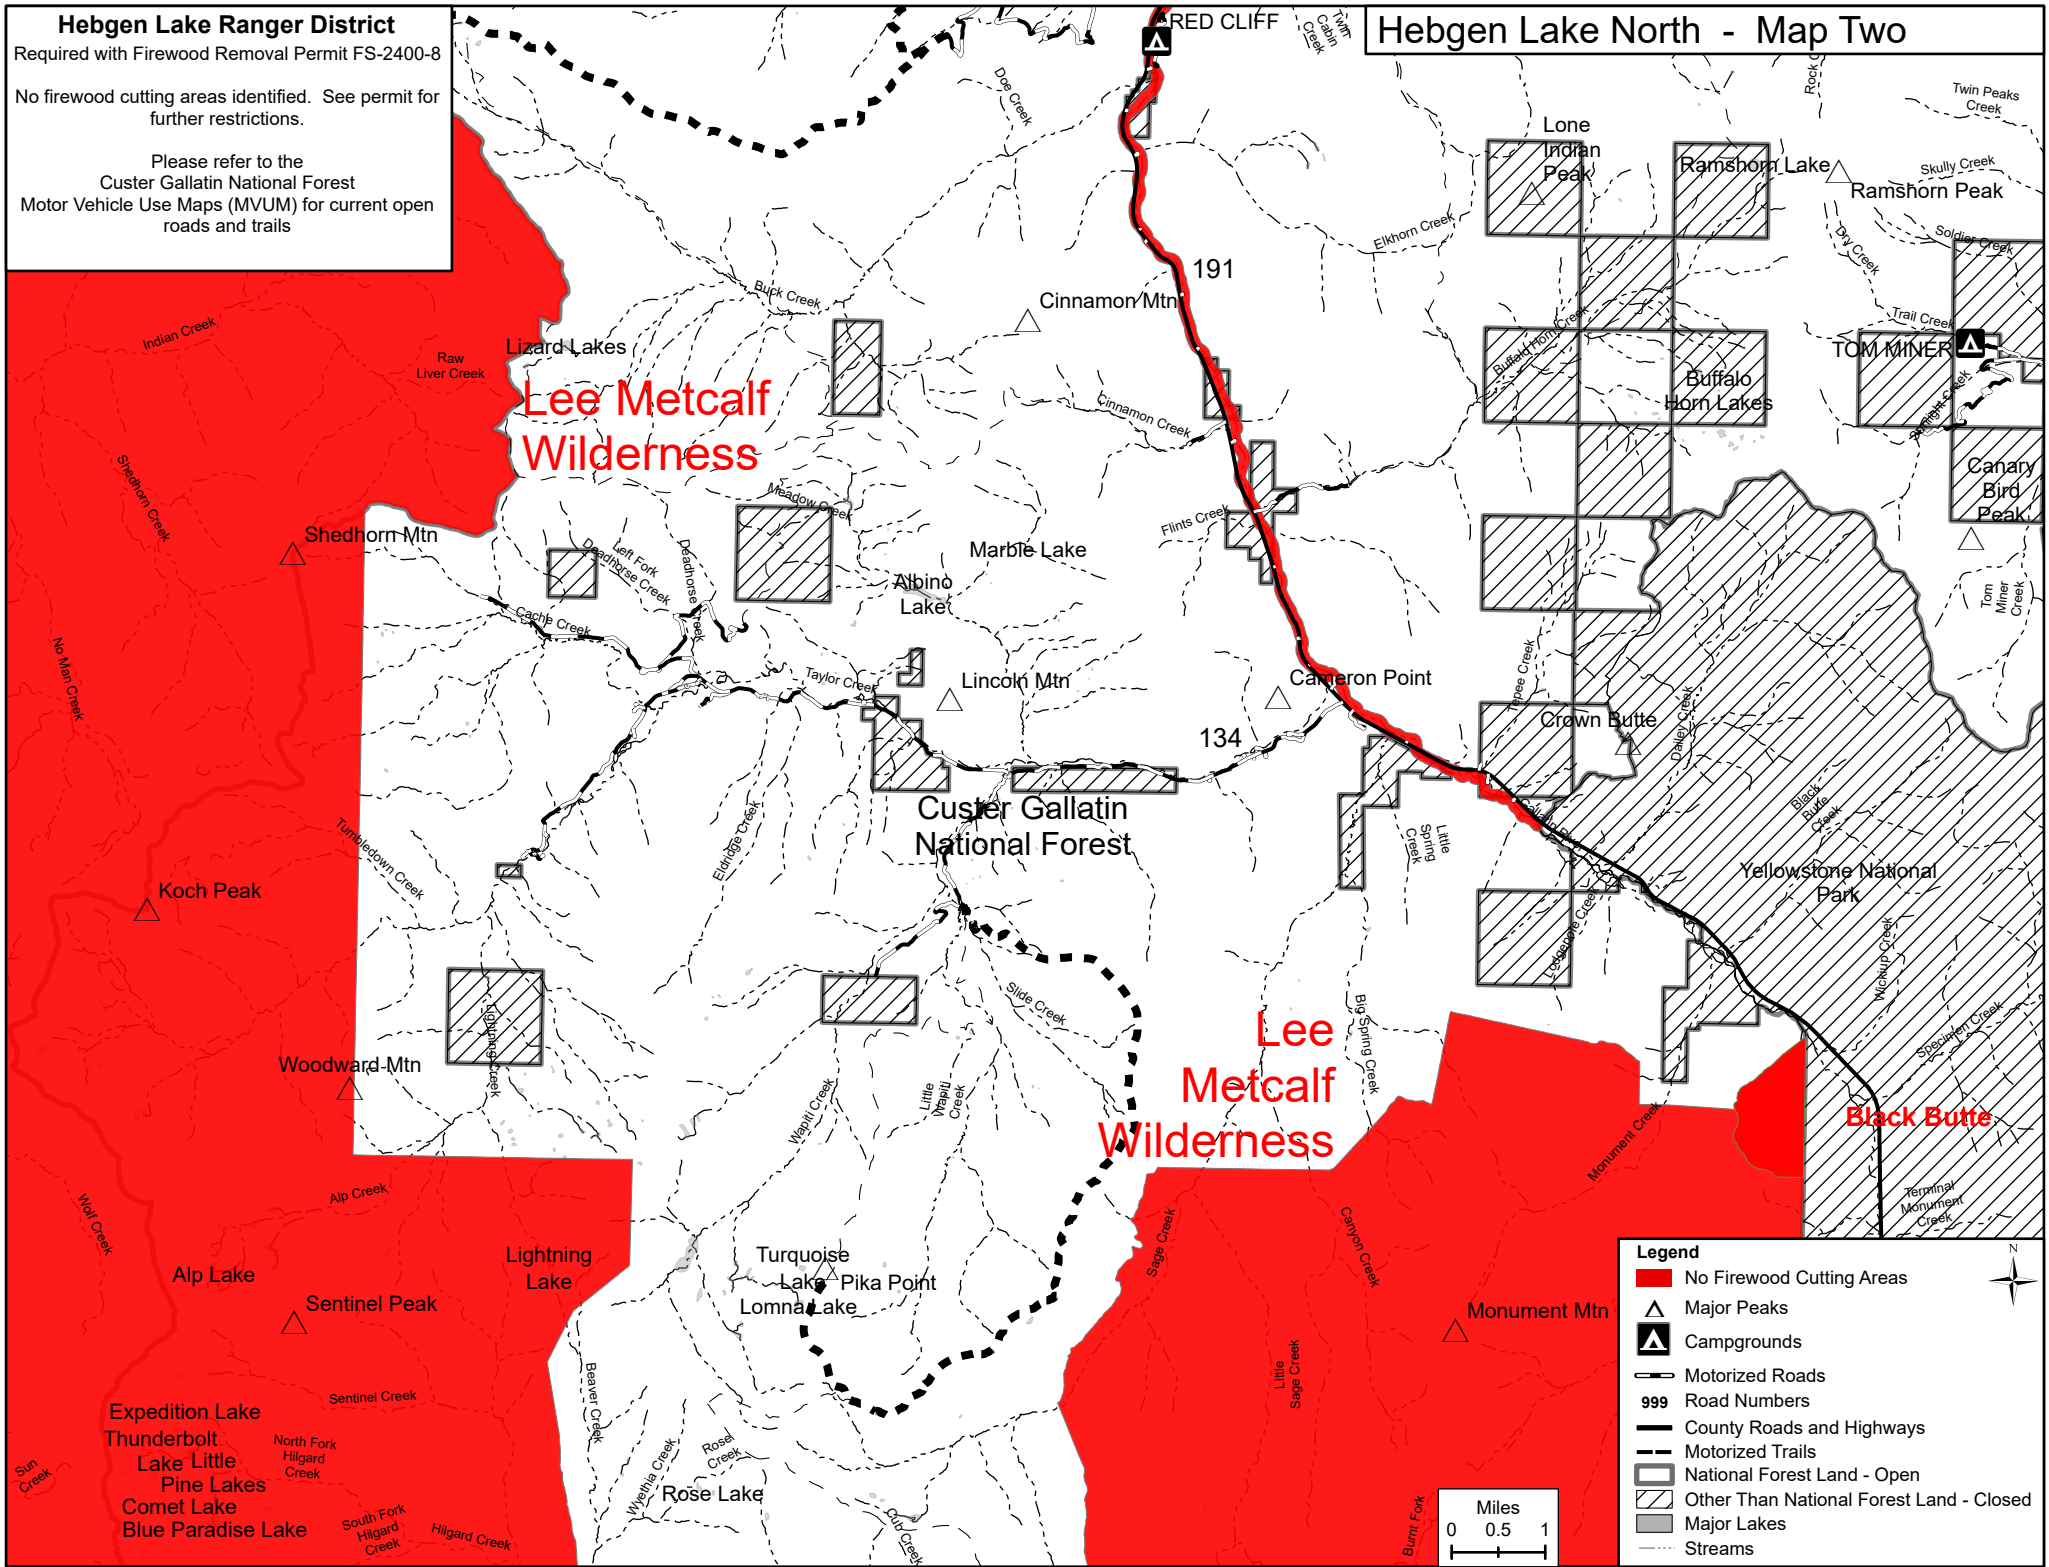 Hebgen Lake Ranger District
Required with Firewood Removal Permit FS-2400-8
No firewood cutting areas identified.  See permit for
further restrictions.
Please refer to the
Custer Gallatin National Forest
Motor Vehicle Use Maps (MVUM) for current open
roads and trails
Hebgen Lake North  -  Map Two
RED CLIFF
Twin
Cabin
Creek
Doe Creek
Twin Peaks
Creek
Lone
Indian
Peak
Ramshorn Lake
Skully Creek
Ramshorn Peak
Elkhorn Creek
Dry Creek
Soldier Creek
191
Buck Creek
Cinnamon Mtn
Indian Creek
Raw
Liver Creek
Lizard Lakes
Trail Creek
TOM MINER
Buffalo Horn Creek
Buffalo
Horn Lakes
Sunlight Creek
Lee Metcalf
Wilderness
Cinnamon Creek
Shedhorn Creek
Canary
Bird
Peak
Meadow Creek
Flints Creek
Shedhorn Mtn
Left Fork
Deadhorse Creek
Deadhorse Creek
Marble Lake
Albino
Lake
Tom
Miner
Creek
Cache Creek
No Man Creek
Taylor Creek
Lincoln Mtn
Cameron Point
Tepee Creek
Crown Butte
Dailey Creek
134
Custer Gallatin
National Forest
Black
Butte
Creek
Gallatin River
Eldridge Creek
Tumbledown Creek
Little
Spring
Creek
Yellowstone National
Park
Koch Peak
Lodgepole Creek
Wickiup Creek
Slide Creek
Big Spring Creek
Lightning Creek
Specimen Creek
Lee
Metcalf
Wilderness
Woodward Mtn
Wapiti Creek
Little
Wapiti
Creek
Monument Creek
Black Butte
Alp Creek
Wolf Creek
Sage Creek
Canyon Creek
Terminal
Monument
Creek
Lightning
Lake
Alp Lake
Turquoise
Lake
Pika Point
Lomna Lake
Sentinel Peak
Monument Mtn
Little
Sage Creek
Beaver Creek
Sentinel Creek
Expedition Lake
Thunderbolt
Lake
Little
Pine Lakes
Comet Lake
Blue Paradise Lake
North Fork
Hilgard
Creek
Sun
Creek
South Fork
Hilgard
Creek
Hilgard Creek
Wyethia Creek
Rose
Creek
Rose Lake
Cub Creek
Burnt Fork
Miles
0 0.5 1
Legend
N
No Firewood Cutting Areas
Major Peaks
Campgrounds
Motorized Roads
999 Road Numbers
County Roads and Highways
Motorized Trails
National Forest Land - Open
Other Than National Forest Land - Closed
Major Lakes
Streams